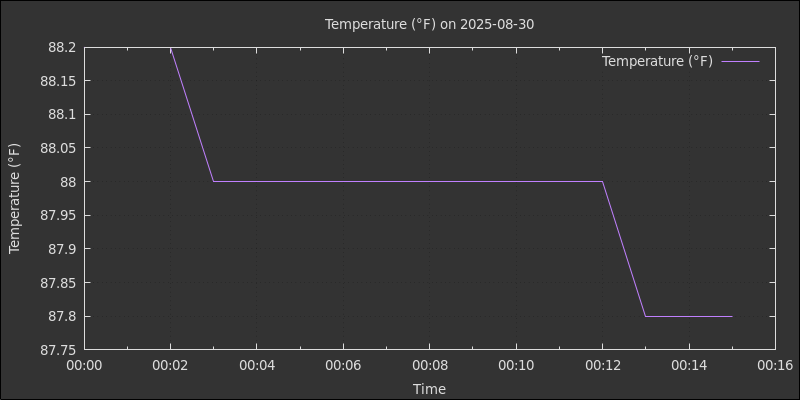 Temperature (°F) on 2025-08-30
Temperature (°F)
88.2
88.15
88.1
88.05
88
87.95
87.9
87.85
87.8
87.75
Temperature (°F)
00:00 00:02 00:04 00:06 00:08 00:10 00:12 00:14 00:16
Time